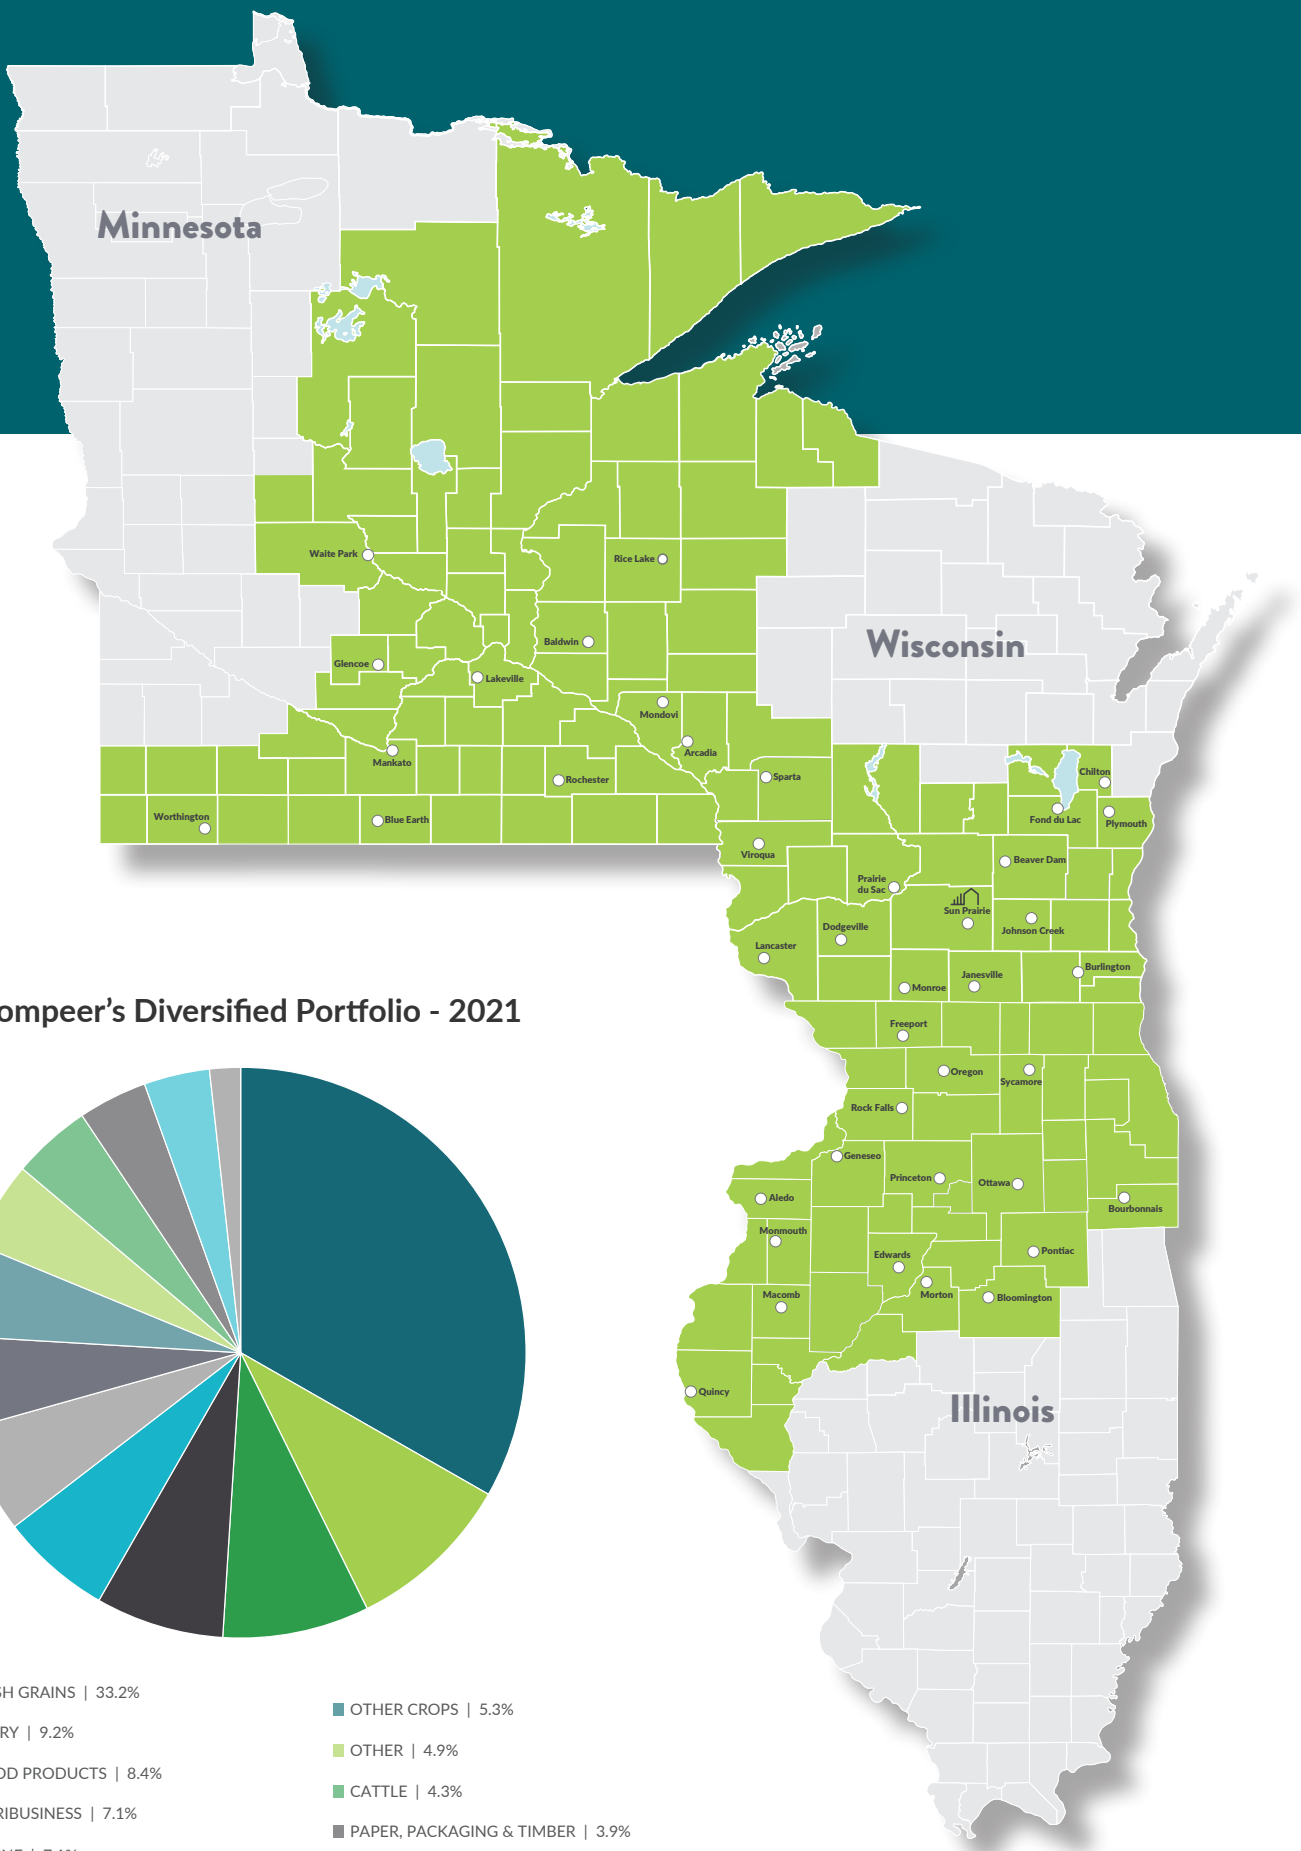 Minnesota
Wisconsin
Waite Park
Rice Lake
Baldwin
Glencoe
Lakeville
Mondovi
Arcadia
Mankato
Sparta
Rochester
Chilton
Worthington
Blue Earth
Fond du Lac
Plymouth
Viroqua
Beaver Dam
Prairie
du Sac
Sun Prairie
Johnson Creek
Dodgeville
Lancaster
Burlington
Janesville
Monroe
Freeport
Oregon
Sycamore
Rock Falls
Geneseo
Princeton
Ottawa
Aledo
Bourbonnais
Monmouth
Edwards
Pontiac
Morton
Macomb
Bloomington
Quincy
Illinois
ompeer's Diversified Portfolio - 2021
SH GRAINS | 33.2%
RY | 9.2%
OD PRODUCTS | 8.4%
RIBUSINESS | 7.1%
OTHER CROPS | 5.3%
OTHER | 4.9%
CATTLE | 4.3%
PAPER, PACKAGING & TIMBER | 3.9%